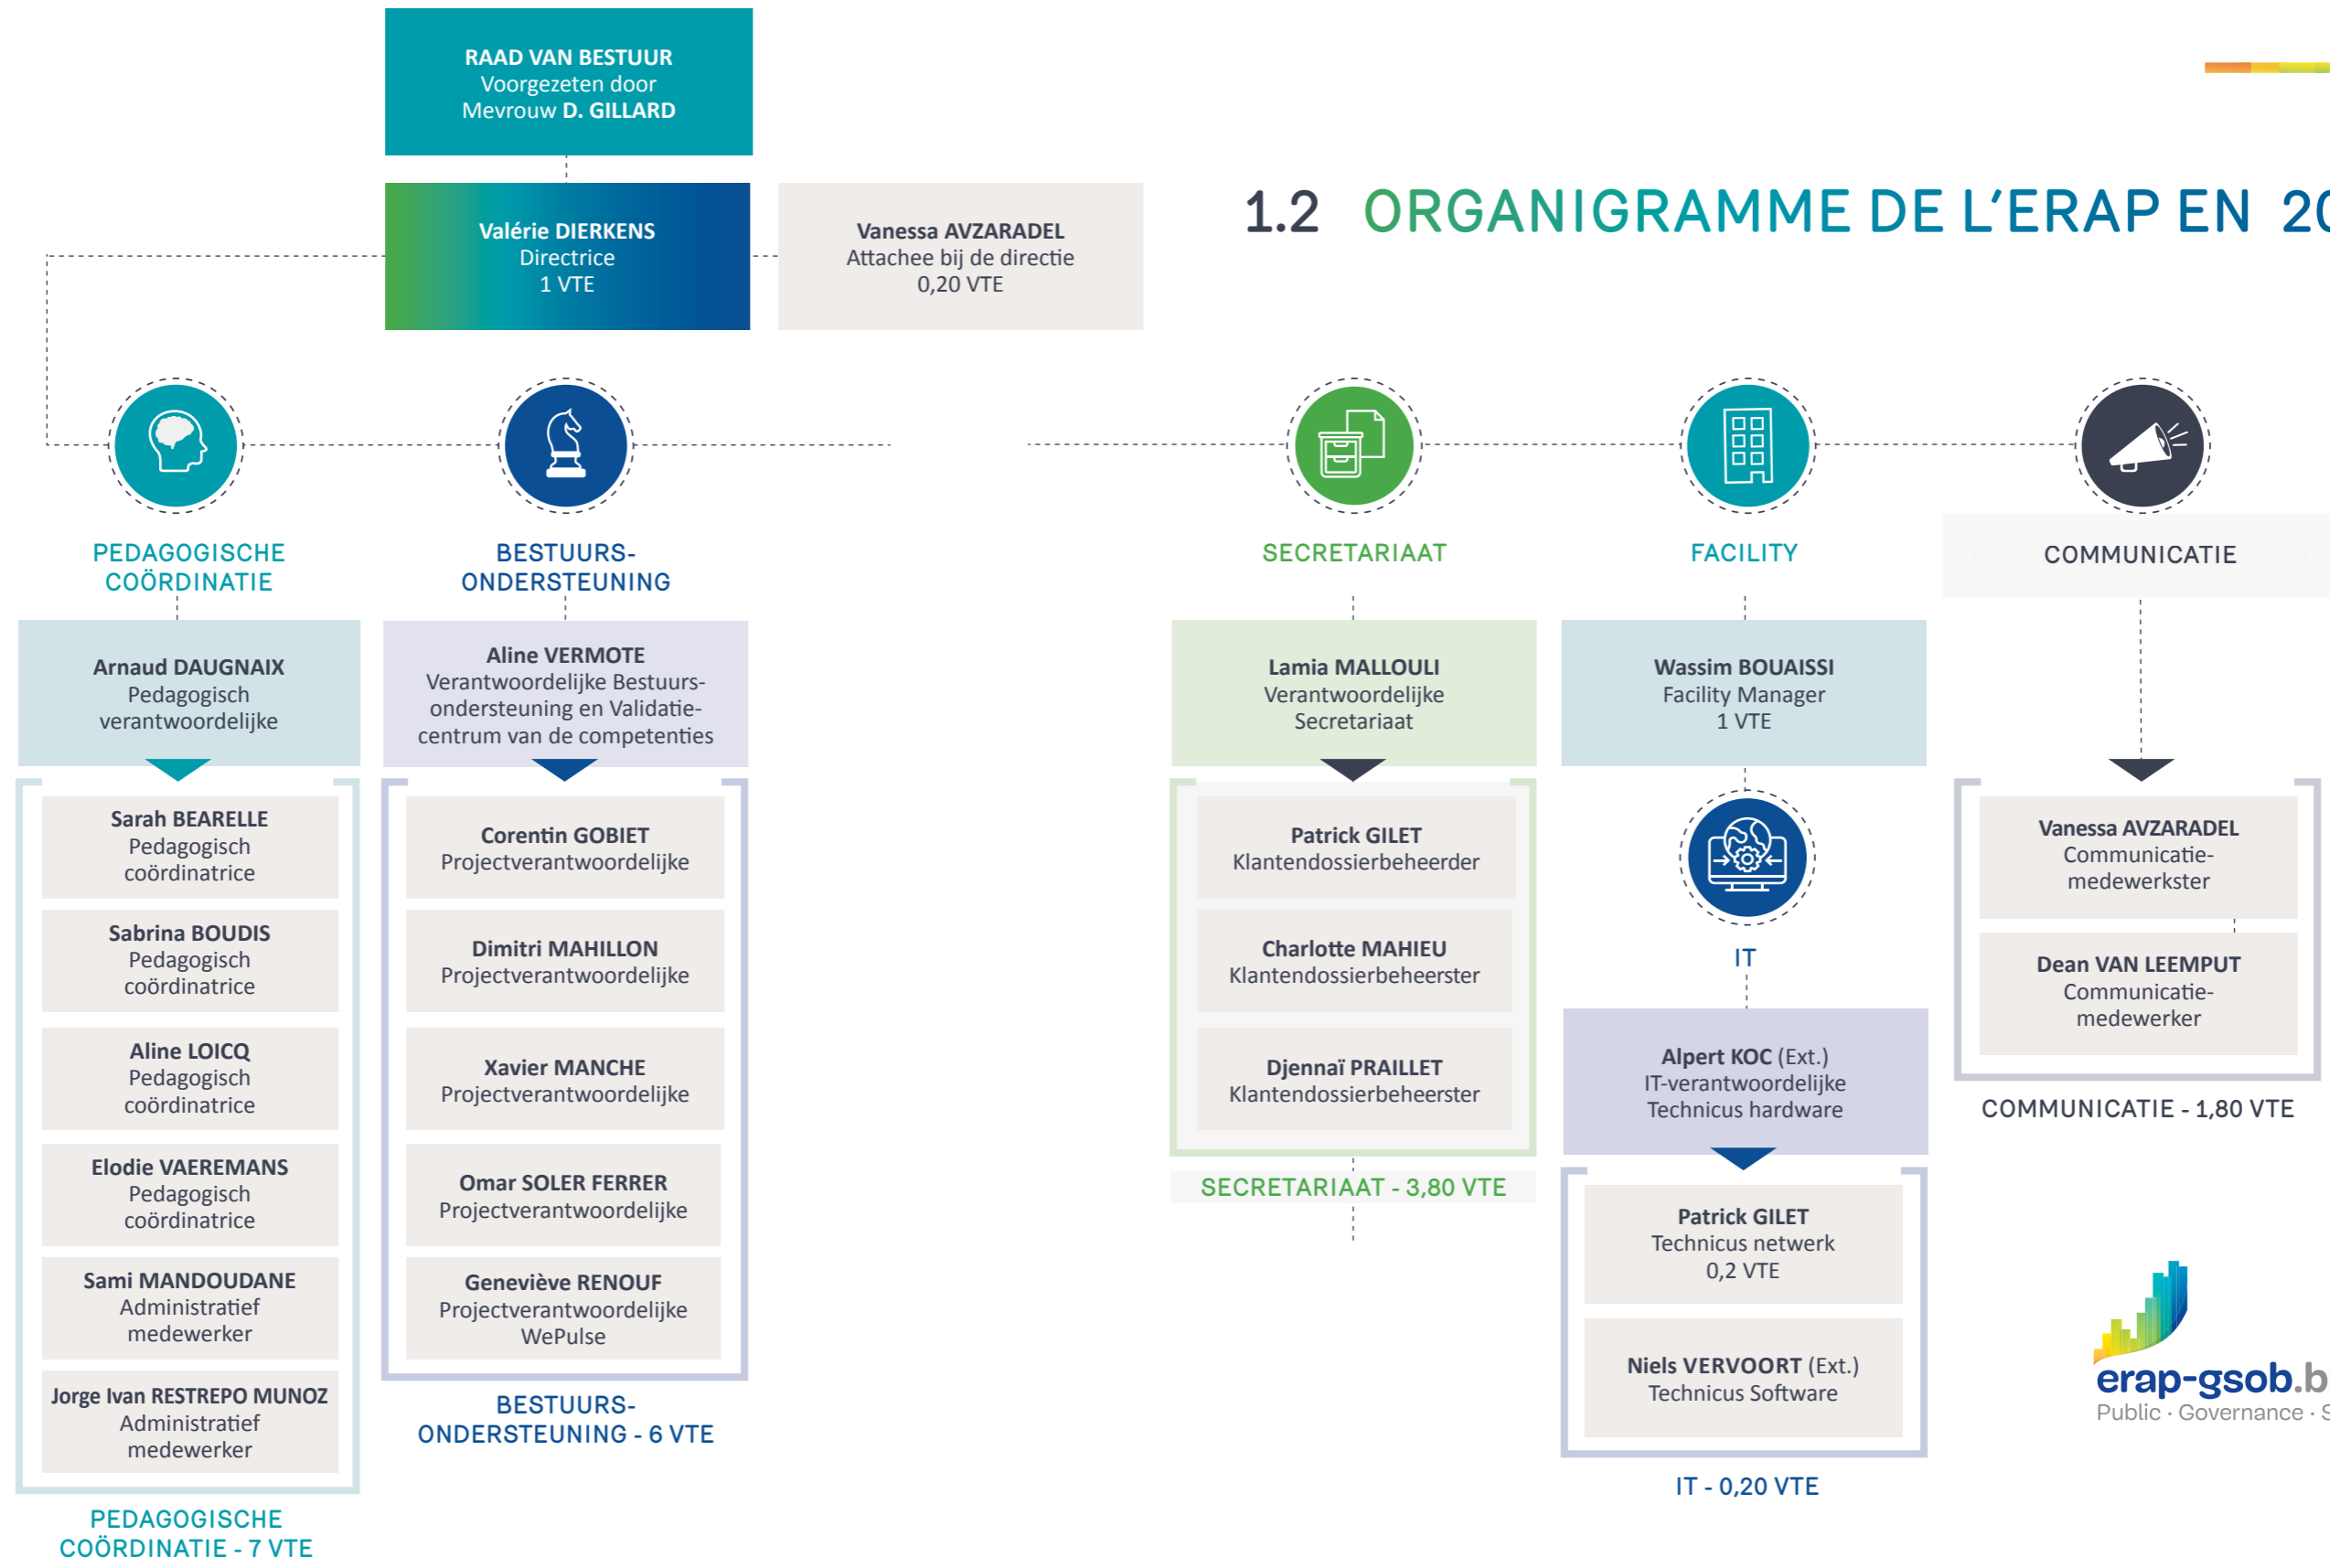 RAAD VAN BESTUUR
Voorgezeten door
Mevrouw D. GILLARD
Valérie DIERKENS
Directrice
1 VTE
Vanessa AVZARADEL
Attachee bij de directie
0,20 VTE
1.2 ORGANIGRAMME DE L'ERAP EN 20
PEDAGOGISCHE
COÖRDINATIE
Arnaud DAUGNAIX
Pedagogisch
verantwoordelijke
Sarah BEARELLE
Pedagogisch
coördinatrice
Sabrina BOUDIS
Pedagogisch
coördinatrice
Aline LOICQ
Pedagogisch
coördinatrice
Elodie VAEREMANS
Pedagogisch
coördinatrice
Sami MANDOUDANE
Administratief
medewerker
Jorge Ivan RESTREPO MUNOZ
Administratief
medewerker
PEDAGOGISCHE
COÖRDINATIE - 7 VTE
BESTUURS-
ONDERSTEUNING
Aline VERMOTE
Verantwoordelijke Bestuurs-
ondersteuning en Validatie-
centrum van de competenties
Corentin GOBIET
Projectverantwoordelijke
Dimitri MAHILLON
Projectverantwoordelijke
Xavier MANCHE
Projectverantwoordelijke
Omar SOLER FERRER
Projectverantwoordelijke
Geneviève RENOUF
Projectverantwoordelijke
WePulse
BESTUURS-
ONDERSTEUNING - 6 VTE
SECRETARIAAT
Lamia MALLOULI
Verantwoordelijke
Secretariaat
Patrick GILET
Klantendossierbeheerder
Charlotte MAHIEU
Klantendossierbeheerster
Djennaï PRAILLET
Klantendossierbeheerster
SECRETARIAAT - 3,80 VTE
FACILITY
Wassim BOUAISSI
Facility Manager
1 VTE
IT
Alpert KOC (Ext.)
IT-verantwoordelijke
Technicus hardware
Patrick GILET
Technicus netwerk
0,2 VTE
Niels VERVOORT (Ext.)
Technicus Software
IT - 0,20 VTE
COMMUNICATIE
Vanessa AVZARADEL
Communicatie-
medewerkster
Dean VAN LEEMPUT
Communicatie-
medewerker
COMMUNICATIE - 1,80 VTE
erap-gsob.b
Public · Governance · S